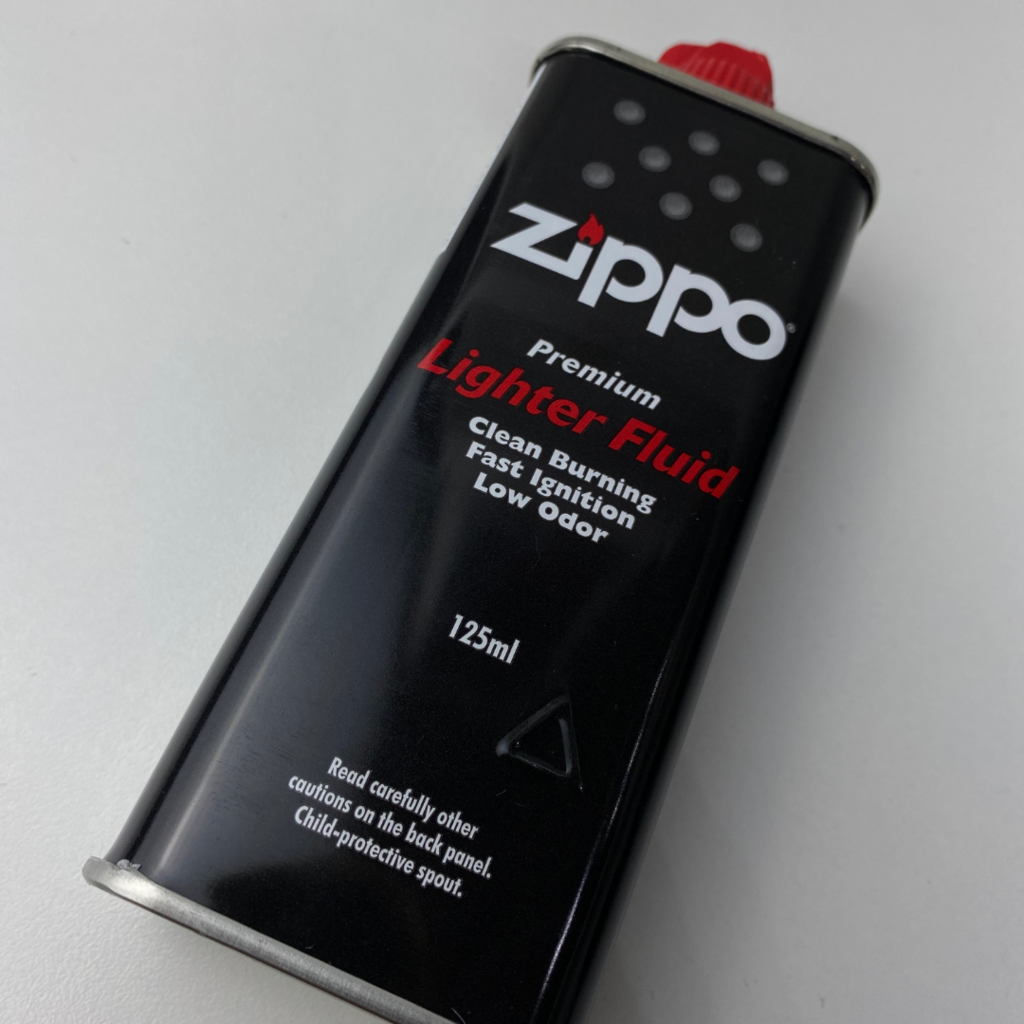 Zippo®
Premium
Lighter Fluid
Clean Burning
Fast Ignition
Low Odor
125ml
Read carefully other
cautions on the back panel.
Child-protective spout.